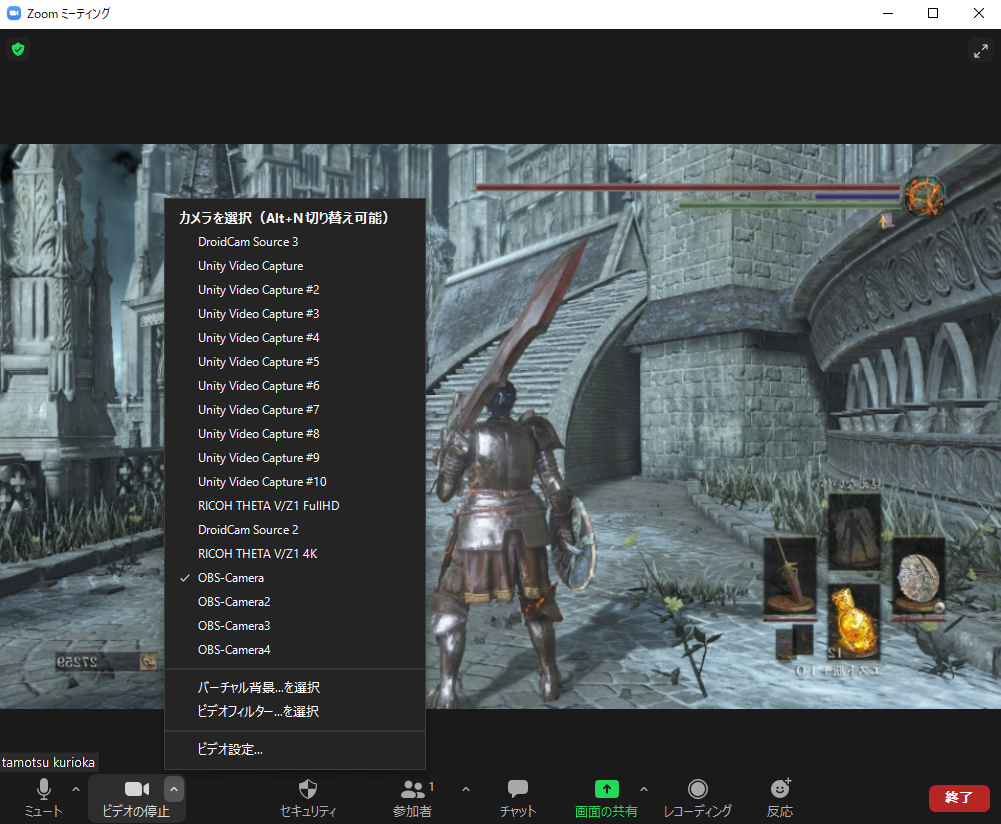 Zoom ミーティング
カメラを選択（Alt+N 切り替え可能）
DroidCam Source 3
Unity Video Capture
Unity Video Capture #2
Unity Video Capture #3
Unity Video Capture #4
Unity Video Capture #5
Unity Video Capture #6
Unity Video Capture #7
Unity Video Capture #8
Unity Video Capture #9
Unity Video Capture #10
RICOH THETA V/Z1 FullHD
DroidCam Source 2
RICOH THETA V/Z1 4K
OBS-Camera
OBS-Camera2
OBS-Camera3
OBS-Camera4
バーチャル背景...を選択
ビデオフィルター...を選択
ビデオ設定...
27259
12
エスト瓶+10
tamotsu kurioka
1
ミュート
ビデオの停止
セキュリティ
参加者
チャット
画面の共有
レコーディング
反応
終了